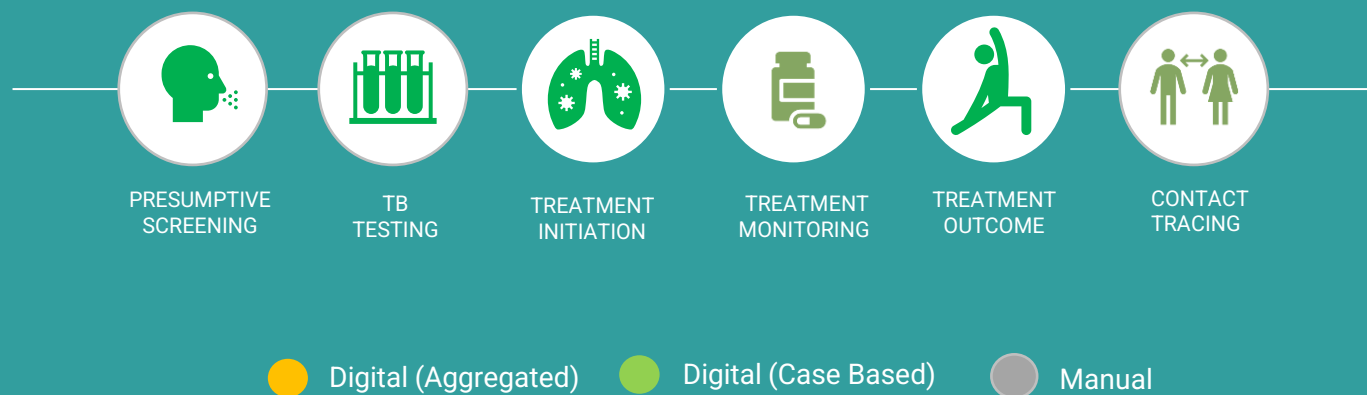 PRESUMPTIVE
SCREENING
TB
TESTING
TREATMENT
INITIATION
TREATMENT
MONITORING
TREATMENT
OUTCOME
CONTACT
TRACING
Digital (Aggregated)
Digital (Case Based)
Manual